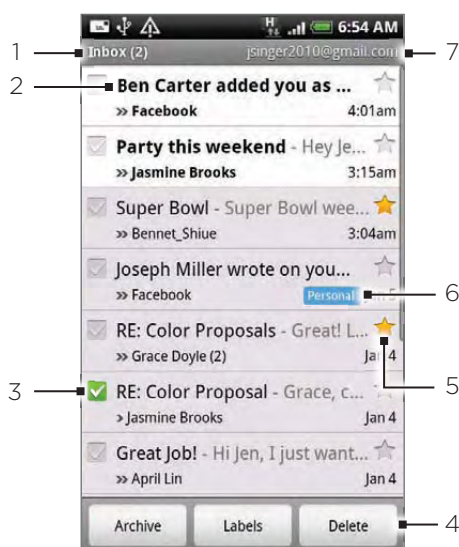 H 6:54 AM
1 Inbox (2) jsinger2010@gmail.com 7
2 Ben Carter added you as ...
» Facebook 4:01am
Party this weekend - Hey Je...
» Jasmine Brooks 3:15am
Super Bowl - Super Bowl wee...
» Bennet_Shiue 3:04am
Joseph Miller wrote on you...
» Facebook Personal 6
RE: Color Proposals - Great! L...
» Grace Doyle (2) Jan 4 5
3 RE: Color Proposal - Grace, c...
› Jasmine Brooks Jan 4
Great Job! - Hi Jen, I just want...
» April Lin Jan 4
Archive Labels Delete 4